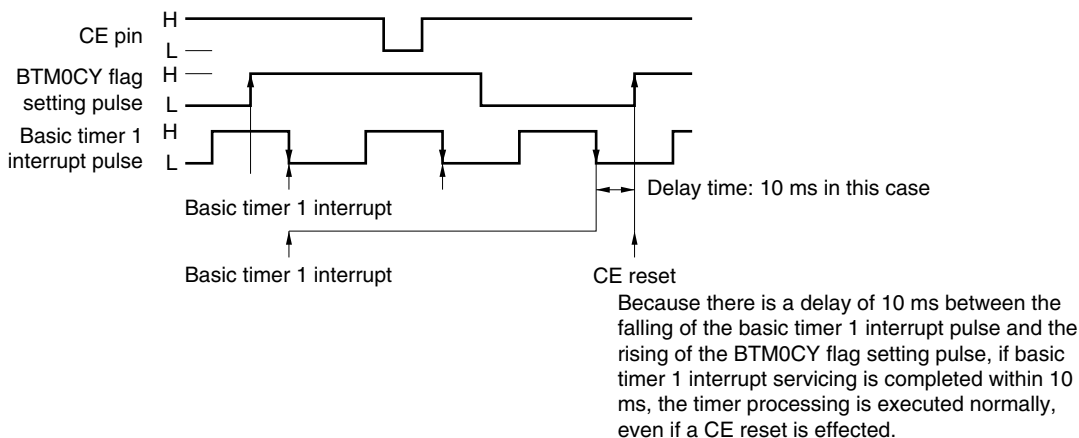 CE pin
H
L
BTM0CY flag
setting pulse
H
L
Basic timer 1
interrupt pulse
H
L
Delay time: 10 ms in this case
Basic timer 1 interrupt
Basic timer 1 interrupt
CE reset
Because there is a delay of 10 ms between the
falling of the basic timer 1 interrupt pulse and the
rising of the BTM0CY flag setting pulse, if basic
timer 1 interrupt servicing is completed within 10
ms, the timer processing is executed normally,
even if a CE reset is effected.